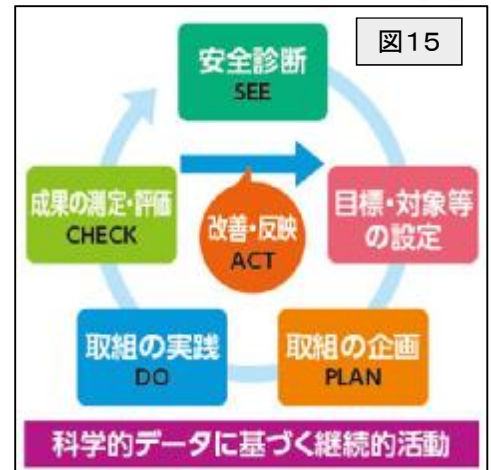 図15
安全診断
SEE
目標・対象等
の設定
取組の企画
PLAN
取組の実践
DO
成果の測定・評価
CHECK
改善・反映
ACT
科学的データに基づく継続的活動